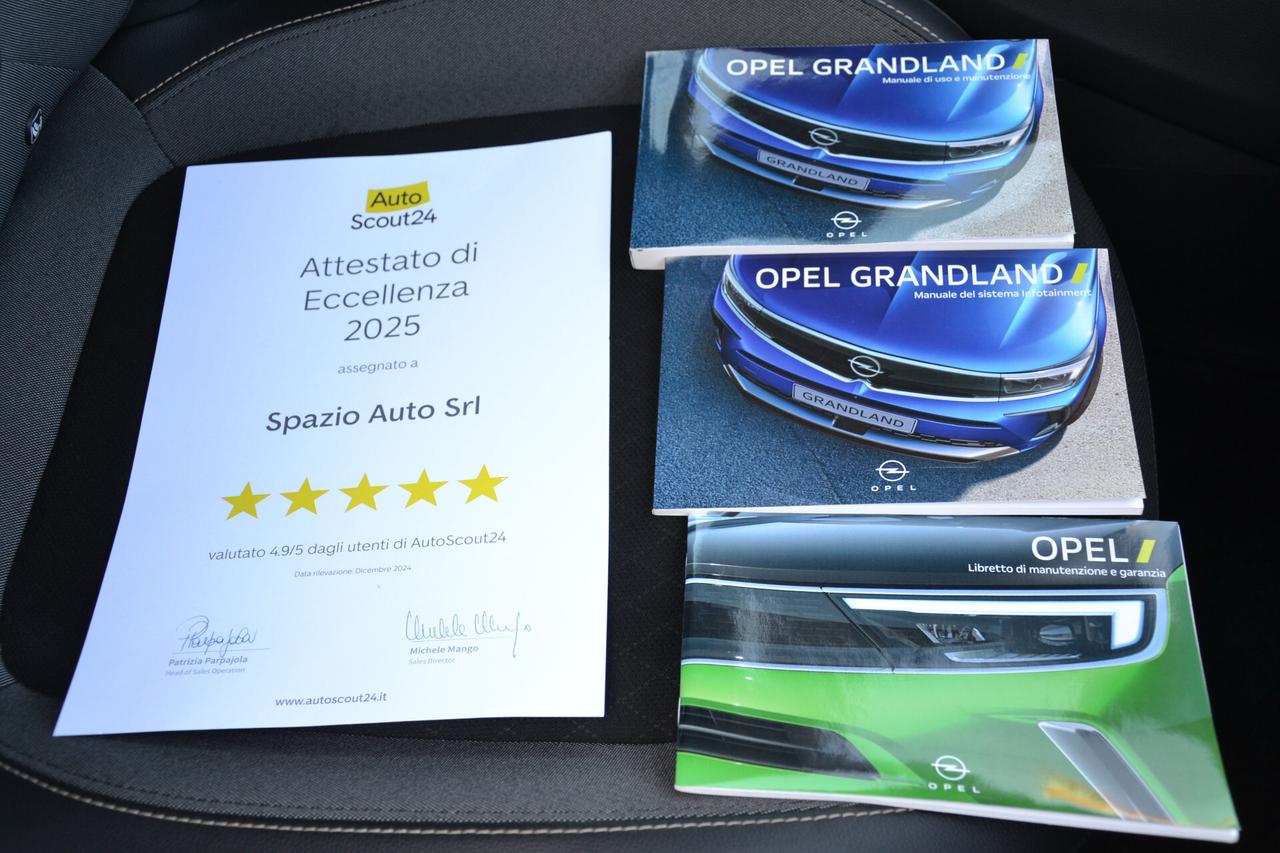 Auto
Scout24
Attestato di
Eccellenza
2025
assegnato a
Spazio Auto Srl
valutato 4.9/5 dagli utenti di AutoScout24
Data rilevazione: Dicembre 2024
Patrizia Parpajola
Head of Sales Operation
Michele Mango
Sales Director
www.autoscout24.it
OPEL GRANDLAND
Manuale di uso e manutenzione
GRANDLAND
OPEL
OPEL GRANDLAND
Manuale del sistema Infotainment
GRANDLAND
OPEL
OPEL
Libretto di manutenzione e garanzia
OPEL